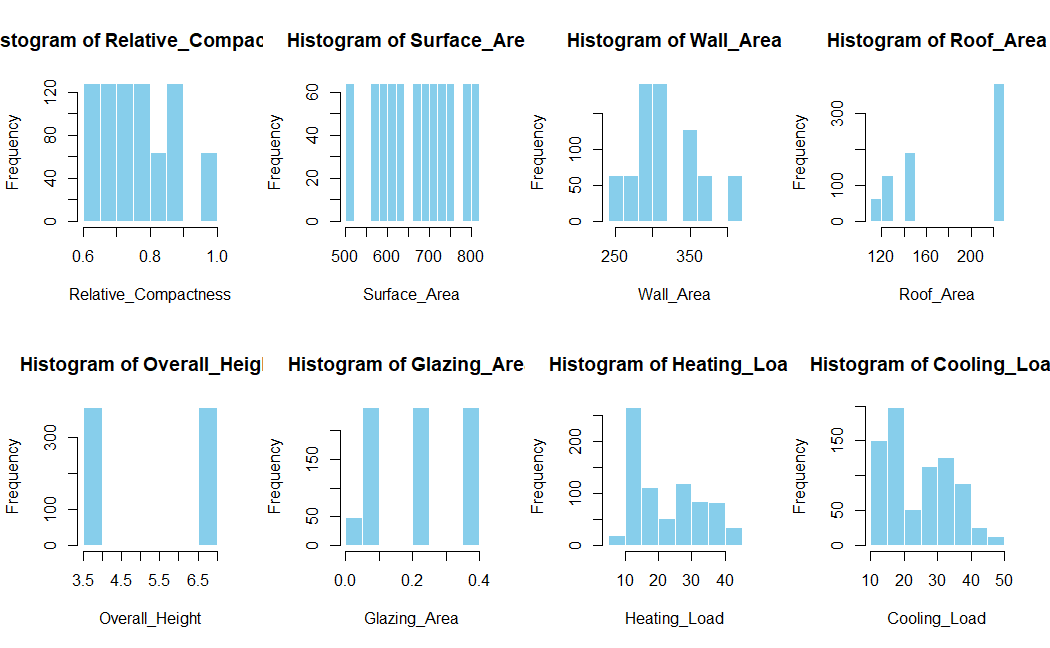 stogram of Relative_Compac
Frequency
0 40 80 120
0.6 0.8 1.0
Relative_Compactness
Histogram of Surface_Are
Frequency
0 20 40 60
500 600 700 800
Surface_Area
Histogram of Wall_Area
Frequency
0 50 100
250 350
Wall_Area
Histogram of Roof_Area
Frequency
0 100 300
120 160 200
Roof_Area
Histogram of Overall_Heig
Frequency
0 100 300
3.5 4.5 5.5 6.5
Overall_Height
Histogram of Glazing_Are
Frequency
0 50 150
0.0 0.2 0.4
Glazing_Area
Histogram of Heating_Loa
Frequency
0 100 200
10 20 30 40
Heating_Load
Histogram of Cooling_Loa
Frequency
0 50 150
10 20 30 40 50
Cooling_Load